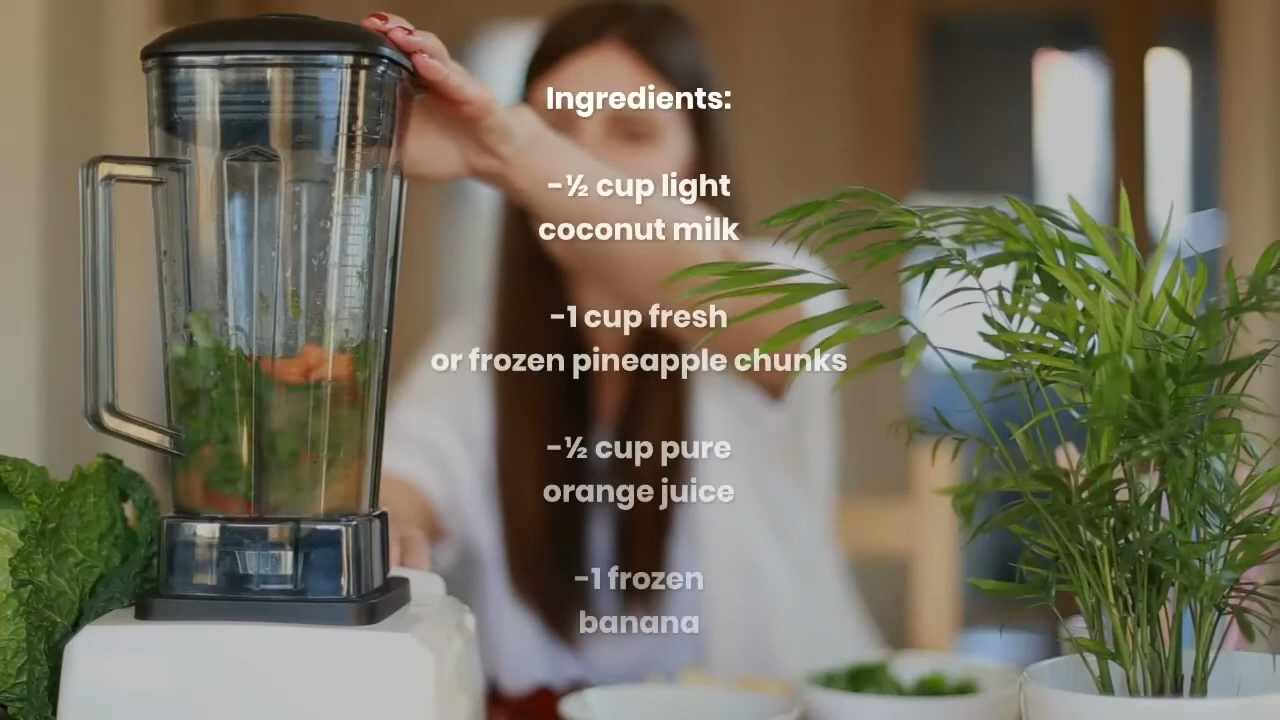 Ingredients:
-½ cup light
coconut milk
-1 cup fresh
or frozen pineapple chunks
-½ cup pure
orange juice
-1 frozen
banana